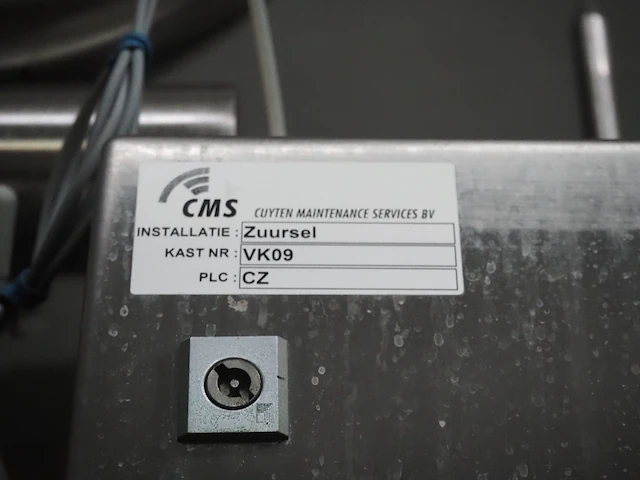 CMS CUYTEN MAINTENANCE SERVICES BV
INSTALLATIE : Zuursel
KAST NR : VK09
PLC : CZ